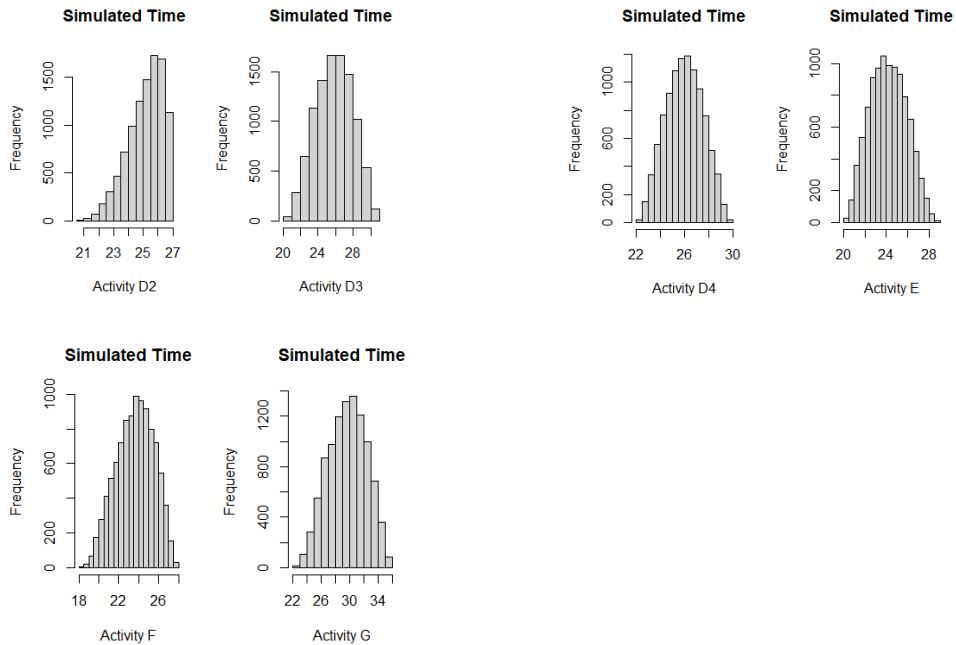 Simulated Time
Simulated Time
Simulated Time
Simulated Time
Frequency
0 500 1000 1500
21 23 25 27
Activity D2
Frequency
0 500 1000 1500
20 24 28
Activity D3
Frequency
0 200 600 1000
22 26 30
Activity D4
Frequency
0 200 600 1000
20 24 28
Activity E
Simulated Time
Simulated Time
Frequency
0 200 600 1000
18 22 26
Activity F
Frequency
0 400 800 1200
22 26 30 34
Activity G